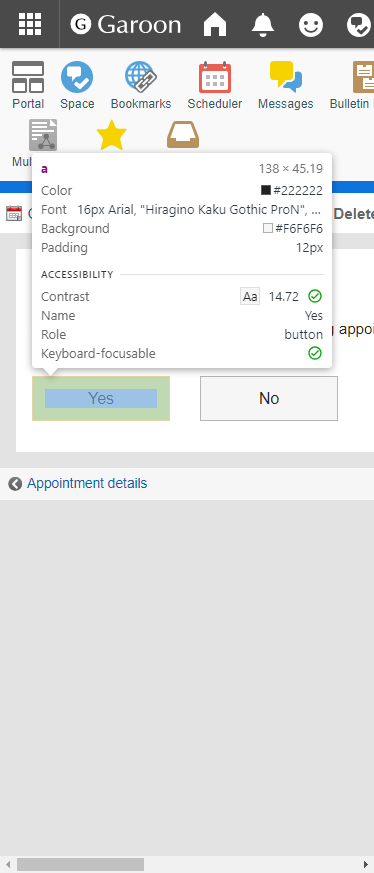 Garoon
Portal Space Bookmarks Scheduler Messages Bulletin
a 138 × 45.19
Color #222222
Font 16px Arial, "Hiragino Kaku Gothic ProN", ...
Background #F6F6F6
Padding 12px
Delete
ACCESSIBILITY
Contrast Aa 14.72
Name Yes
Role button
appoi
Keyboard-focusable
Yes No
Appointment details